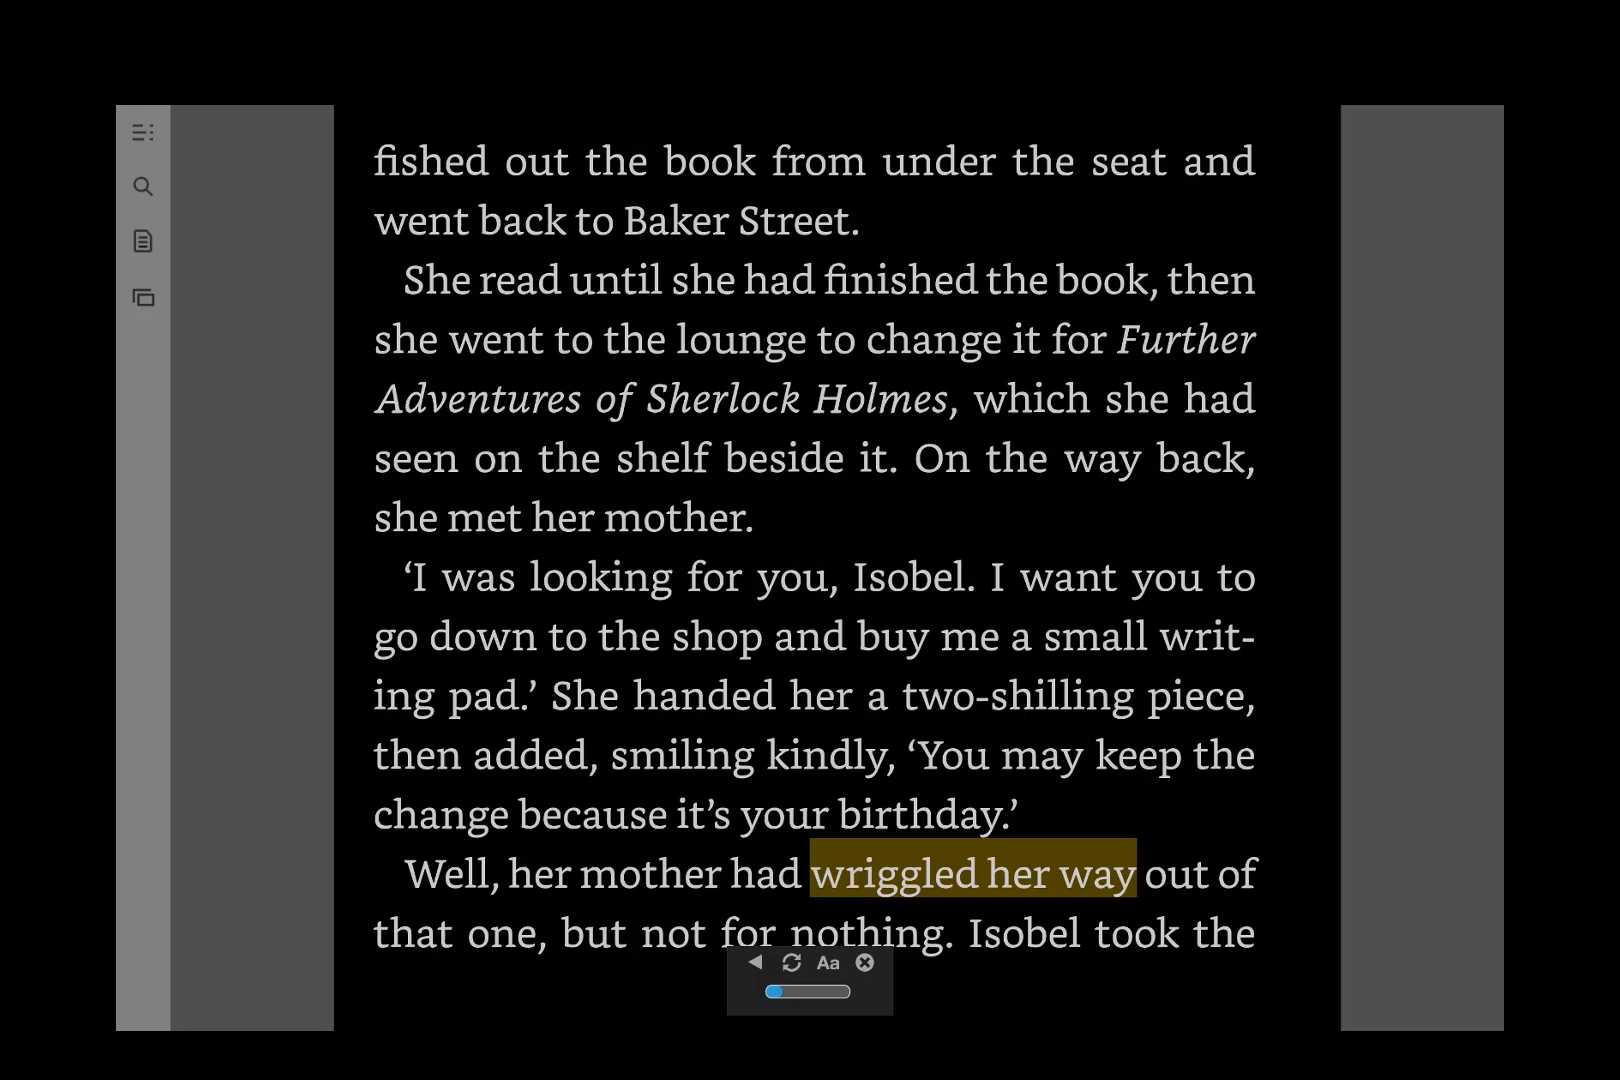 fished out the book from under the seat and
went back to Baker Street.
She read until she had finished the book, then
she went to the lounge to change it for Further
Adventures of Sherlock Holmes, which she had
seen on the shelf beside it. On the way back,
she met her mother.
‘I was looking for you, Isobel. I want you to
go down to the shop and buy me a small writ-
ing pad.’ She handed her a two-shilling piece,
then added, smiling kindly, ‘You may keep the
change because it’s your birthday.’
Well, her mother had wriggled her way out of
that one, but not for nothing. Isobel took the
Aa